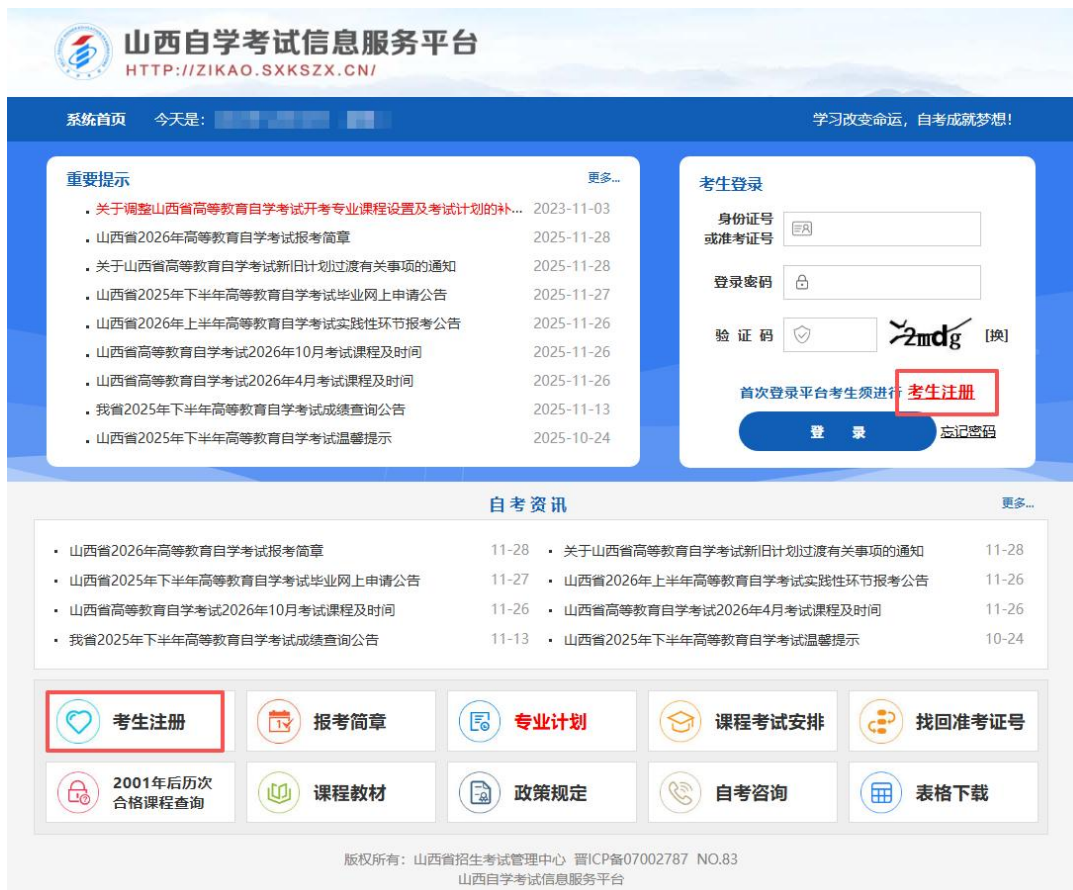 山西自学考试信息服务平台
HTTP://ZIKAO.SXKSZX.CN/
系统首页 今天是： 学习改变命运，自考成就梦想！
重要提示 更多...
关于调整山西省高等教育自学考试开考专业课程设置及考试计划的补... 2023-11-03
山西省2026年高等教育自学考试报考简章 2025-11-28
关于山西省高等教育自学考试新旧计划过渡有关事项的通知 2025-11-28
山西省2025年下半年高等教育自学考试毕业网上申请公告 2025-11-27
山西省2026年上半年高等教育自学考试实践性环节报考公告 2025-11-26
山西省高等教育自学考试2026年10月考试课程及时间 2025-11-26
山西省高等教育自学考试2026年4月考试课程及时间 2025-11-26
我省2025年下半年高等教育自学考试成绩查询公告 2025-11-13
山西省2025年下半年高等教育自学考试温馨提示 2025-10-24
考生登录
身份证号
或准考证号
登录密码
验 证 码 2mdg [换]
首次登录平台考生须进行 考生注册
登 录 忘记密码
自考资讯 更多...
山西省2026年高等教育自学考试报考简章 11-28
关于山西省高等教育自学考试新旧计划过渡有关事项的通知 11-28
山西省2025年下半年高等教育自学考试毕业网上申请公告 11-27
山西省2026年上半年高等教育自学考试实践性环节报考公告 11-26
山西省高等教育自学考试2026年10月考试课程及时间 11-26
山西省高等教育自学考试2026年4月考试课程及时间 11-26
我省2025年下半年高等教育自学考试成绩查询公告 11-13
山西省2025年下半年高等教育自学考试温馨提示 10-24
考生注册
报考简章
专业计划
课程考试安排
找回准考证号
2001年后历次
合格课程查询
课程教材
政策规定
自考咨询
表格下载
版权所有：山西省招生考试管理中心 晋ICP备07002787 NO.83
山西自学考试信息服务平台